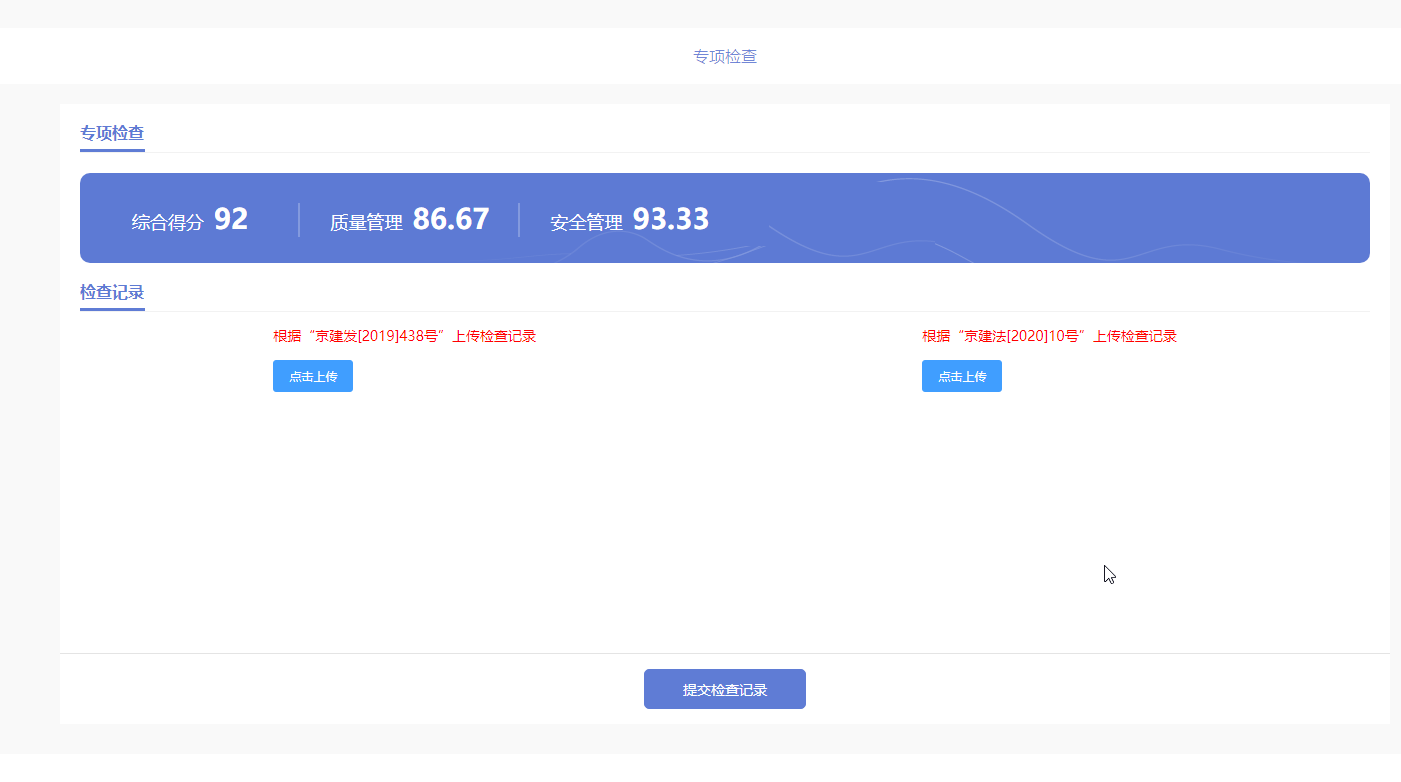 专项检查
专项检查
综合得分 92 质量管理 86.67 安全管理 93.33
检查记录
根据“京建发[2019]438号”上传检查记录 根据“京建法[2020]10号”上传检查记录
点击上传 点击上传
提交检查记录